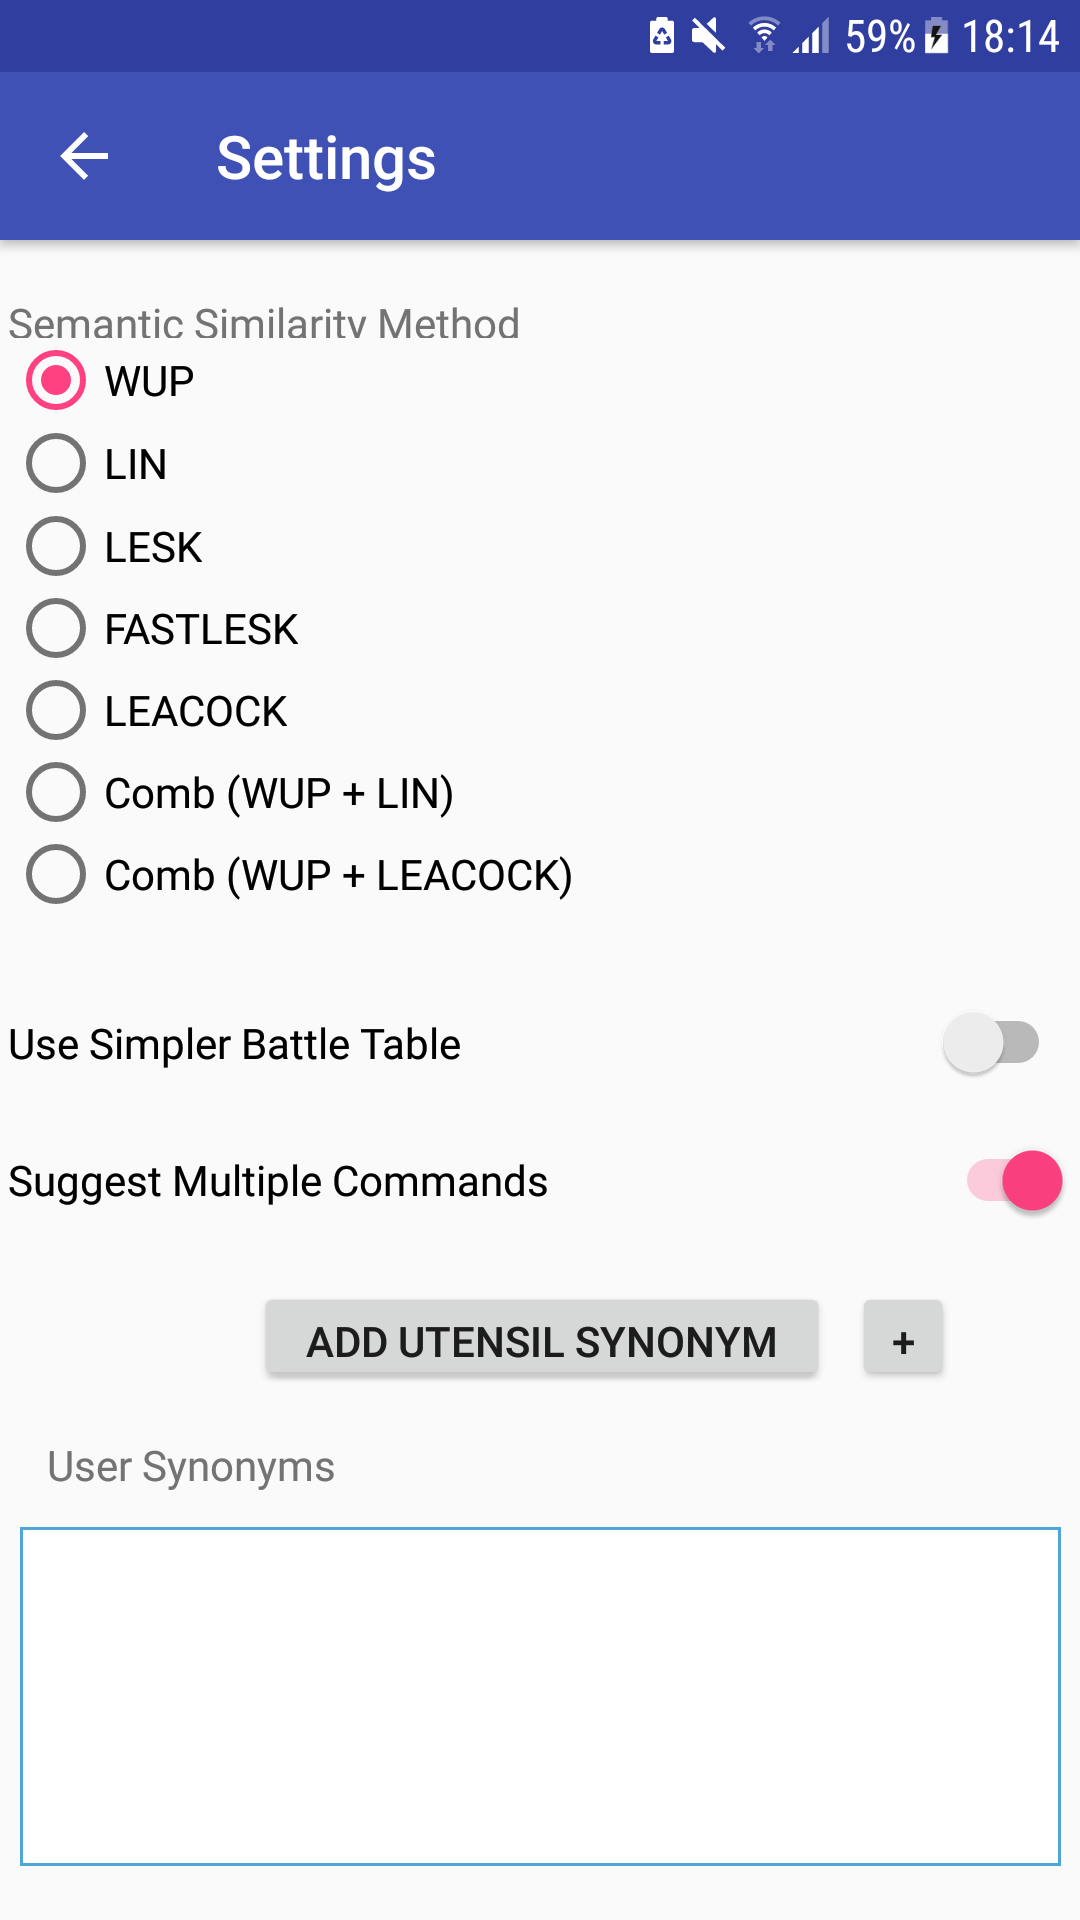 59% 18:14
Settings
Semantic Similarity Method
WUP
LIN
LESK
FASTLESK
LEACOCK
Comb (WUP + LIN)
Comb (WUP + LEACOCK)
Use Simpler Battle Table
Suggest Multiple Commands
ADD UTENSIL SYNONYM +
User Synonyms